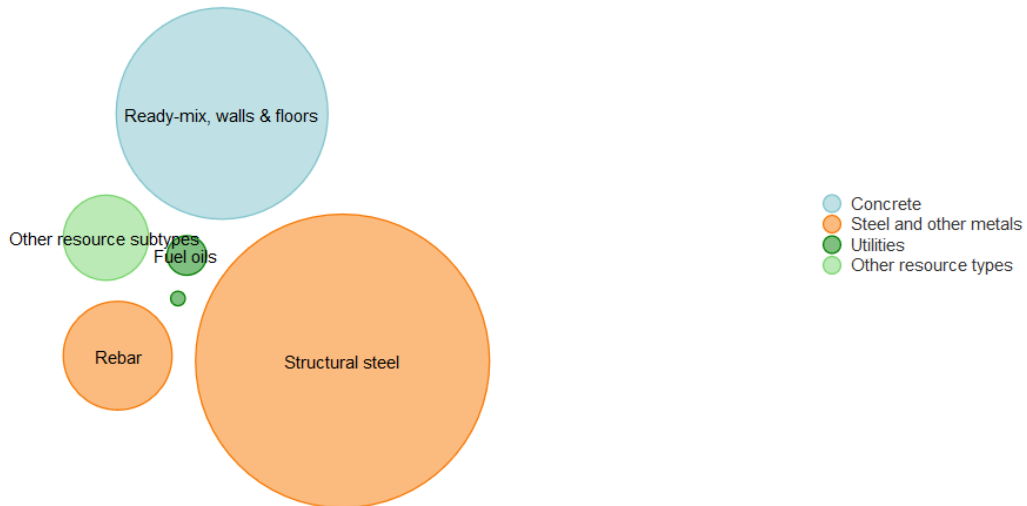 Ready-mix, walls & floors
Other resource subtypes
Fuel oils
Rebar
Structural steel
Concrete
Steel and other metals
Utilities
Other resource types